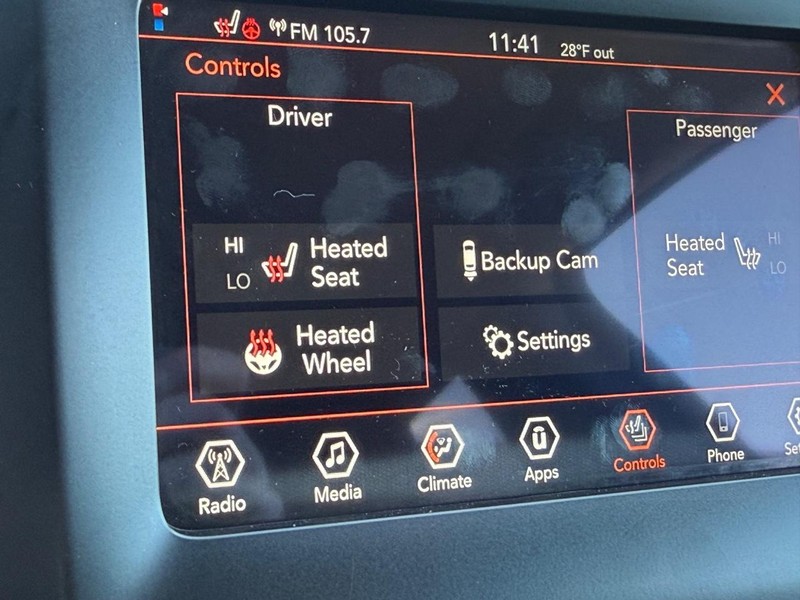 FM 105.7
11:41
28°F out
Controls
Driver
Passenger
HI
LO
Heated
Seat
Backup Cam
Heated
Seat
HI
LO
Heated
Wheel
Settings
Radio
Media
Climate
Apps
Controls
Phone
Set